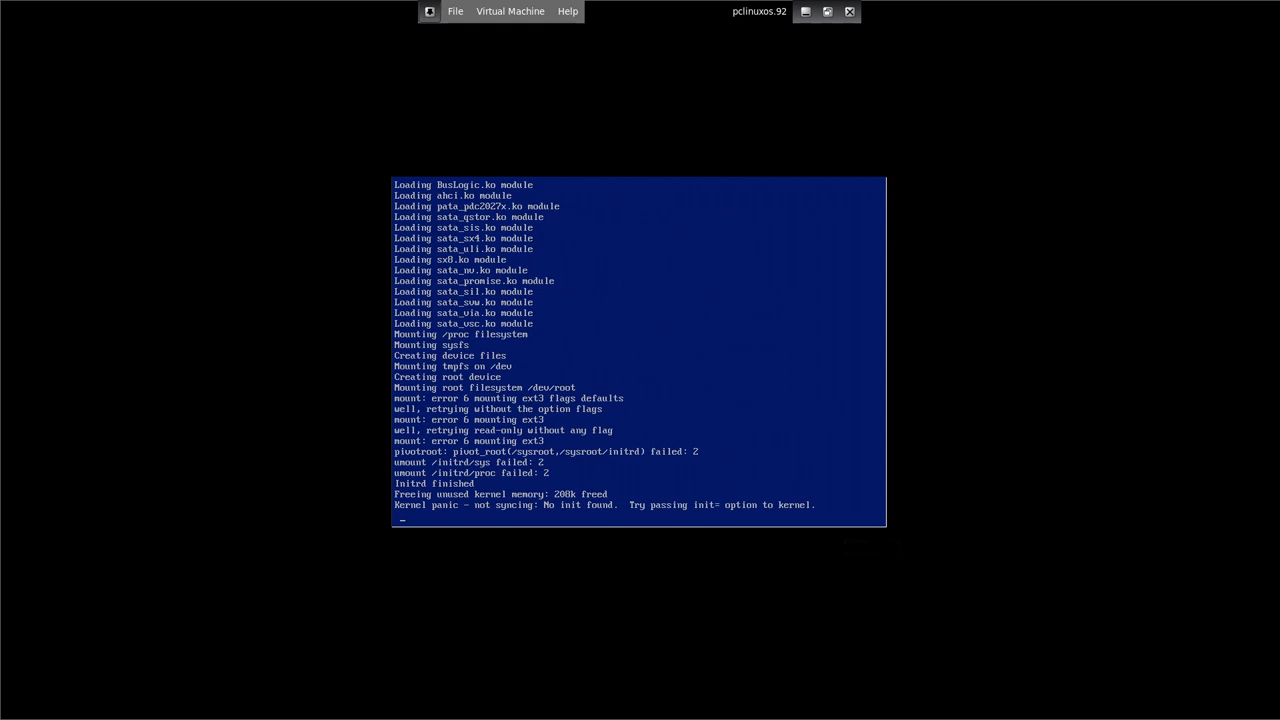 File Virtual Machine Help pclinuxos.92
Loading BusLogic.ko module
Loading ahci.ko module
Loading pata_pdc2027x.ko module
Loading sata_qstor.ko module
Loading sata_sis.ko module
Loading sata_sx4.ko module
Loading sata_uli.ko module
Loading sx8.ko module
Loading sata_nv.ko module
Loading sata_promise.ko module
Loading sata_sil.ko module
Loading sata_svw.ko module
Loading sata_via.ko module
Loading sata_vsc.ko module
Mounting /proc filesystem
Mounting sysfs
Creating device files
Mounting tmpfs on /dev
Creating root device
Mounting root filesystem /dev/root
mount: error 6 mounting ext3 flags defaults
well, retrying without the option flags
mount: error 6 mounting ext3
well, retrying read-only without any flag
mount: error 6 mounting ext3
pivotroot: pivot_root(/sysroot,/sysroot/initrd) failed: 2
umount /initrd/sys failed: 2
umount /initrd/proc failed: 2
Initrd finished
Freeing unused kernel memory: 208k freed
Kernel panic - not syncing: No init found.  Try passing init= option to kernel.
_